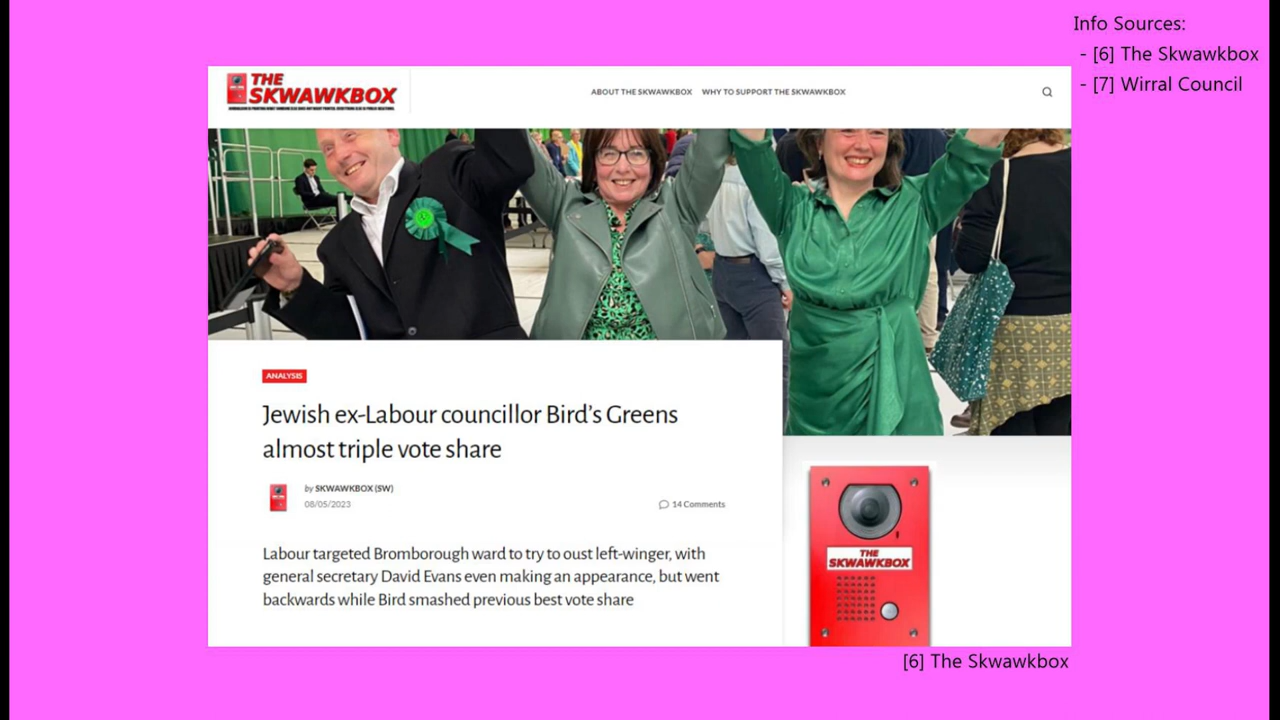 Info Sources:
- [6] The Skwawkbox
- [7] Wirral Council
THE
SKWAWKBOX
ABOUT THE SKWAWKBOX WHY TO SUPPORT THE SKWAWKBOX
ANALYSIS
Jewish ex-Labour councillor Bird's Greens
almost triple vote share
by SKWAWKBOX (SW)
08/05/2023
14 Comments
Labour targeted Bromborough ward to try to oust left-winger, with
general secretary David Evans even making an appearance, but went
backwards while Bird smashed previous best vote share
THE
SKWAWKBOX
[6] The Skwawkbox